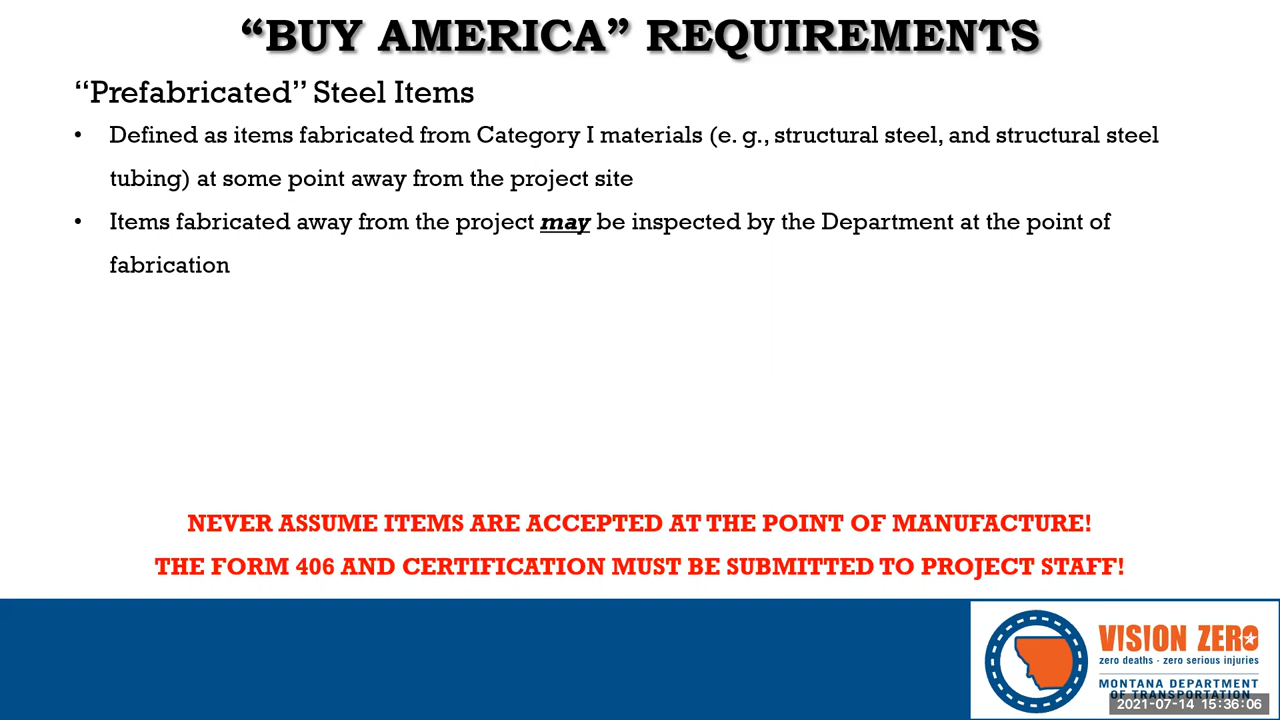 “BUY AMERICA” REQUIREMENTS
“Prefabricated” Steel Items
• Defined as items fabricated from Category I materials (e. g., structural steel, and structural steel
tubing) at some point away from the project site
• Items fabricated away from the project may be inspected by the Department at the point of
fabrication
NEVER ASSUME ITEMS ARE ACCEPTED AT THE POINT OF MANUFACTURE!
THE FORM 406 AND CERTIFICATION MUST BE SUBMITTED TO PROJECT STAFF!
VISION ZERO
zero deaths · zero serious injuries
MONTANA DEPARTMENT
OF TRANSPORTATION
2021-07-14 15:36:06